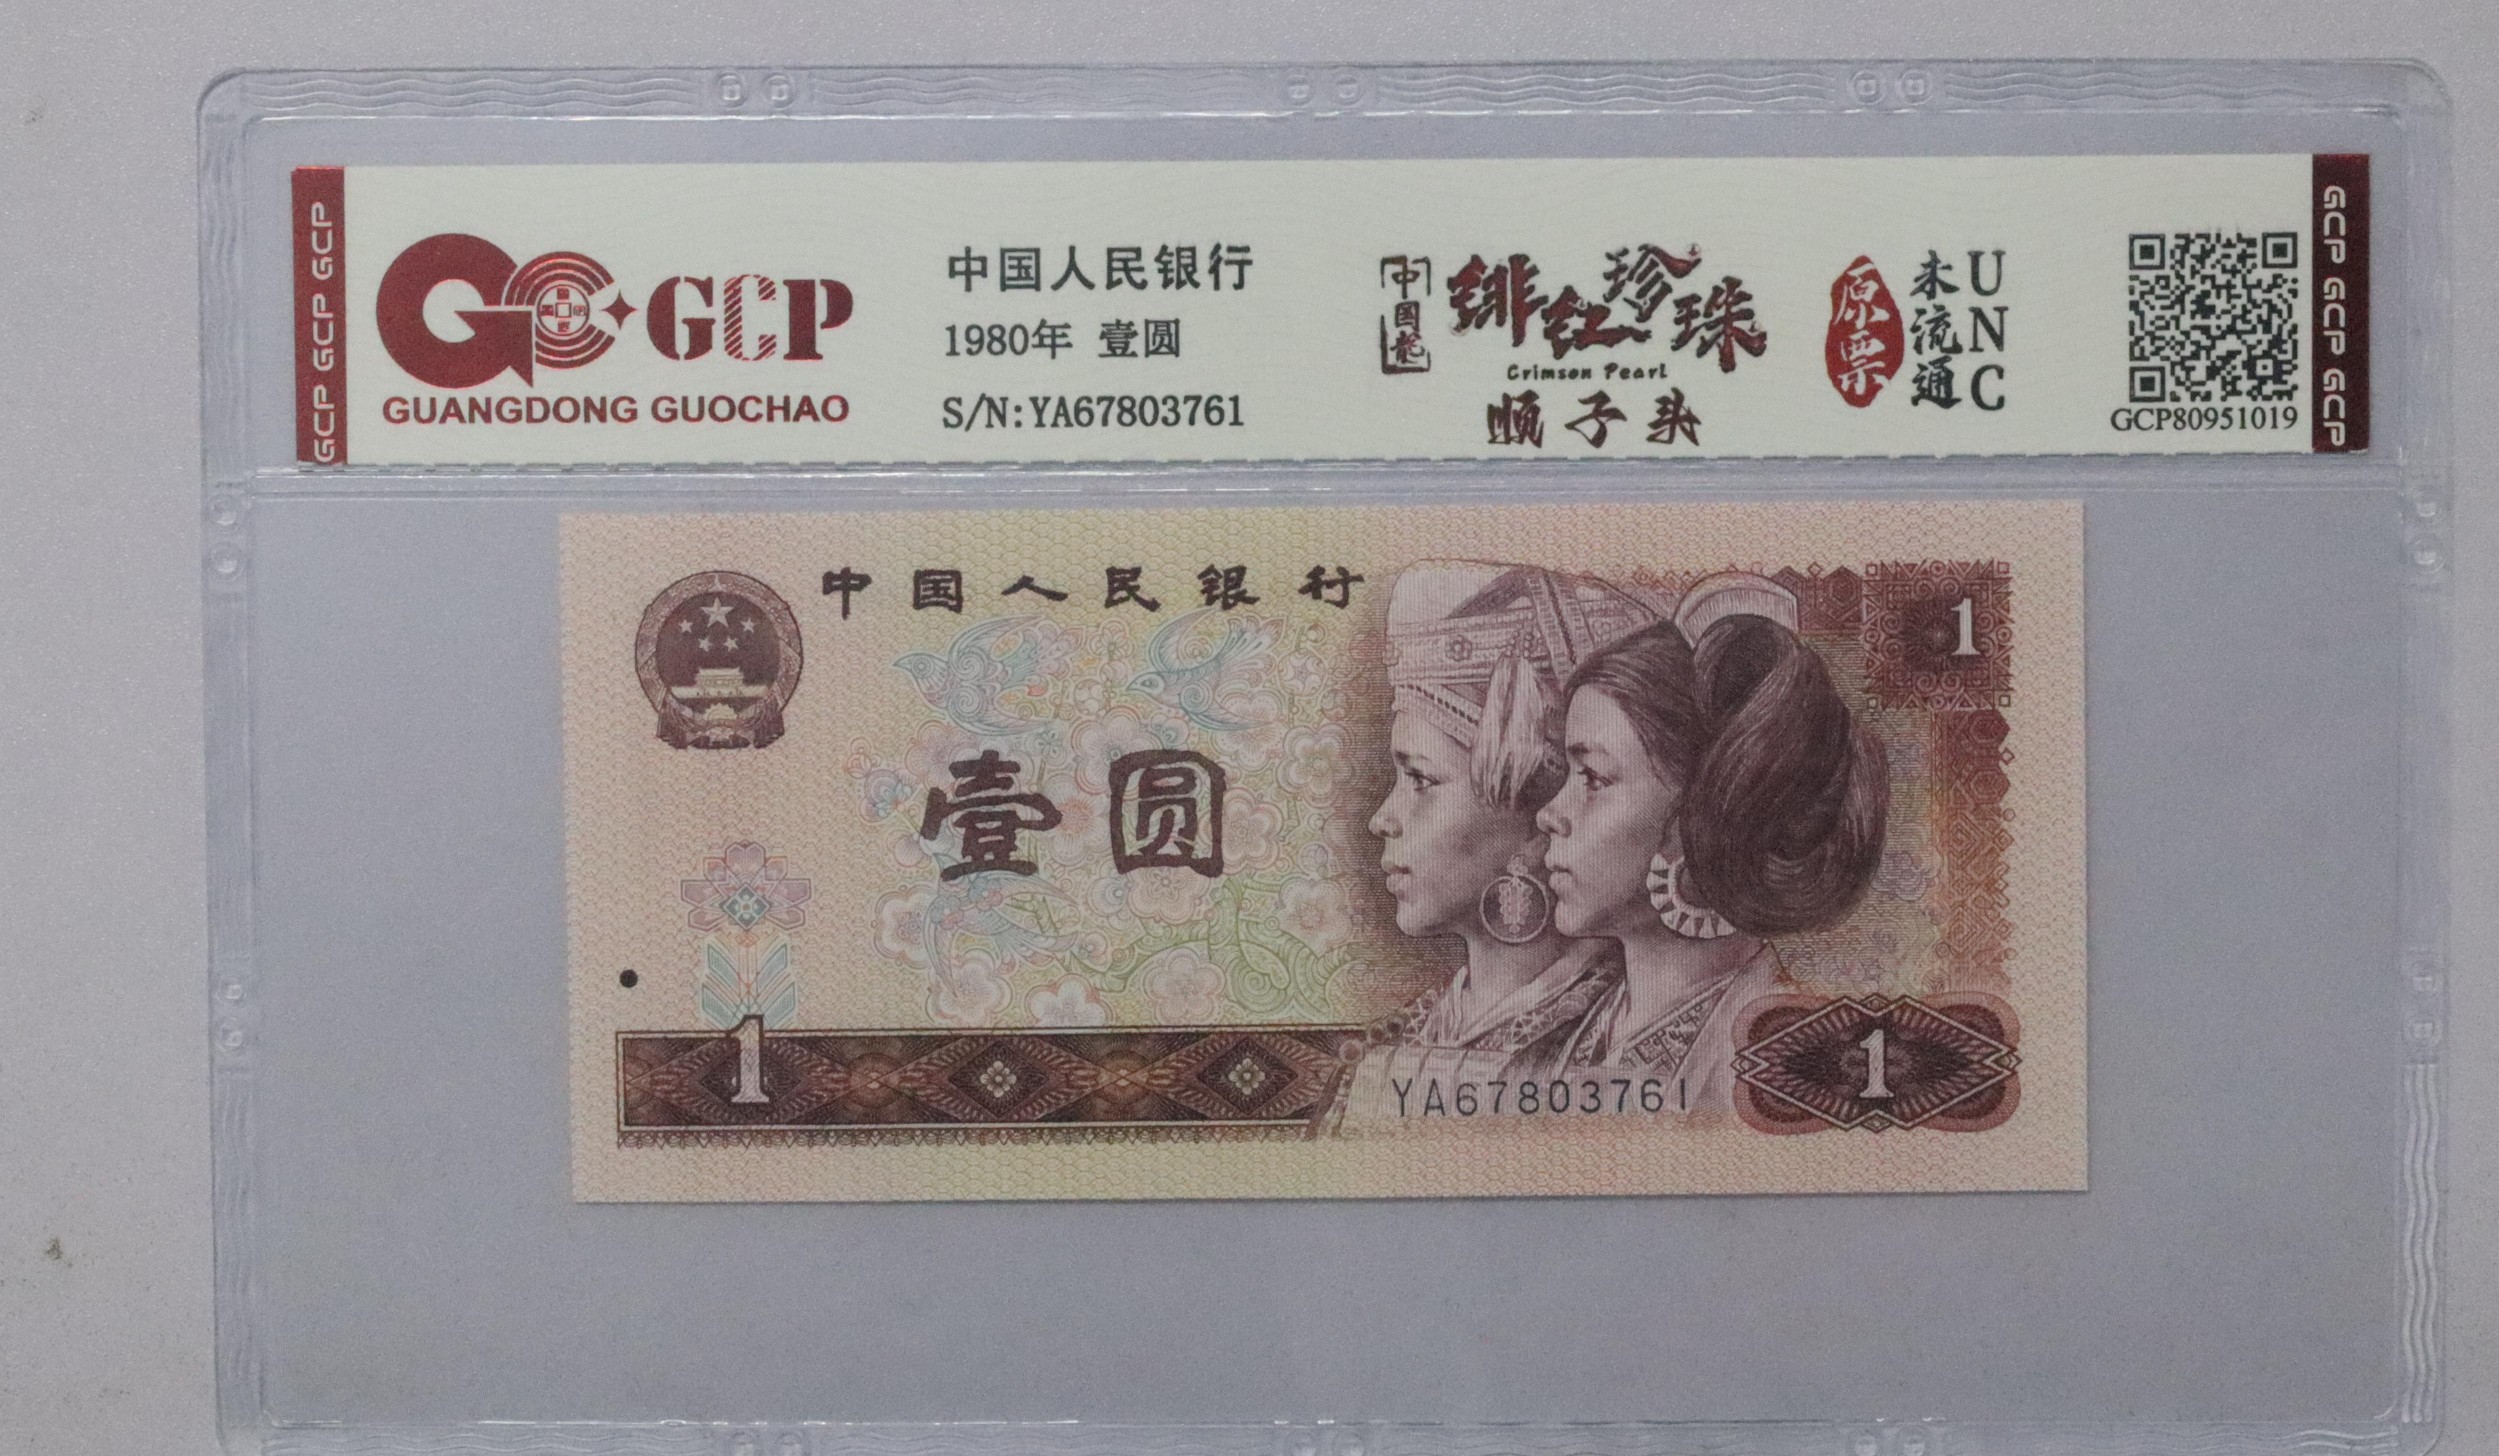 GCP GCP GCP
GCP
GUANGDONG GUOCHAO
中国人民银行
1980年 壹圆
S/N:YA67803761
中国龙
绯红珍珠
Crimson Pearl
顺子头
原票
未流通
UNC
GCP80951019
GCP GCP GCP
中国人民银行
1
壹圆
1
YA67803761
1